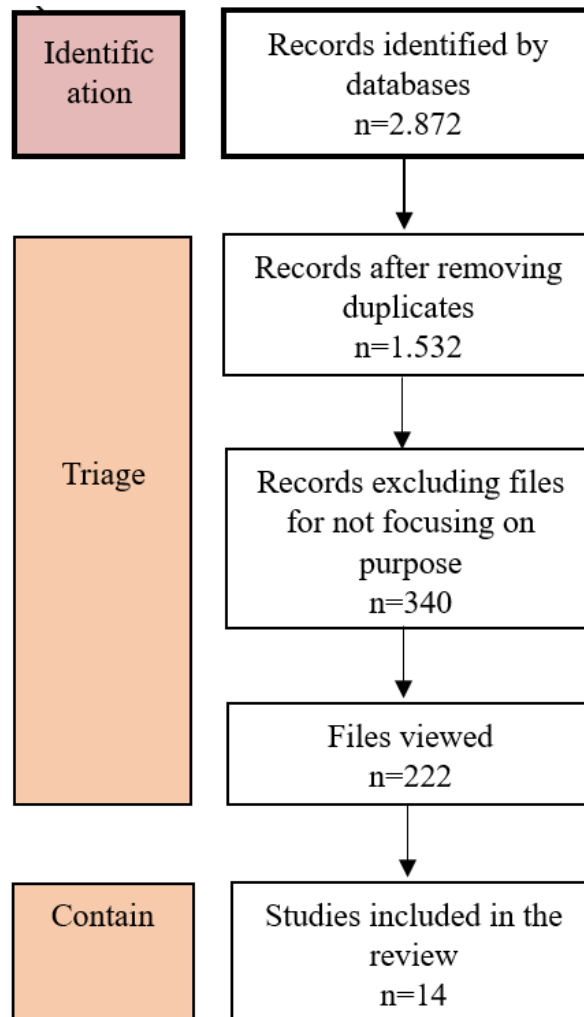 Identific
ation
Records identified by
databases
n=2.872
Records after removing
duplicates
n=1.532
Triage
Records excluding files
for not focusing on
purpose
n=340
Files viewed
n=222
Contain
Studies included in the
review
n=14